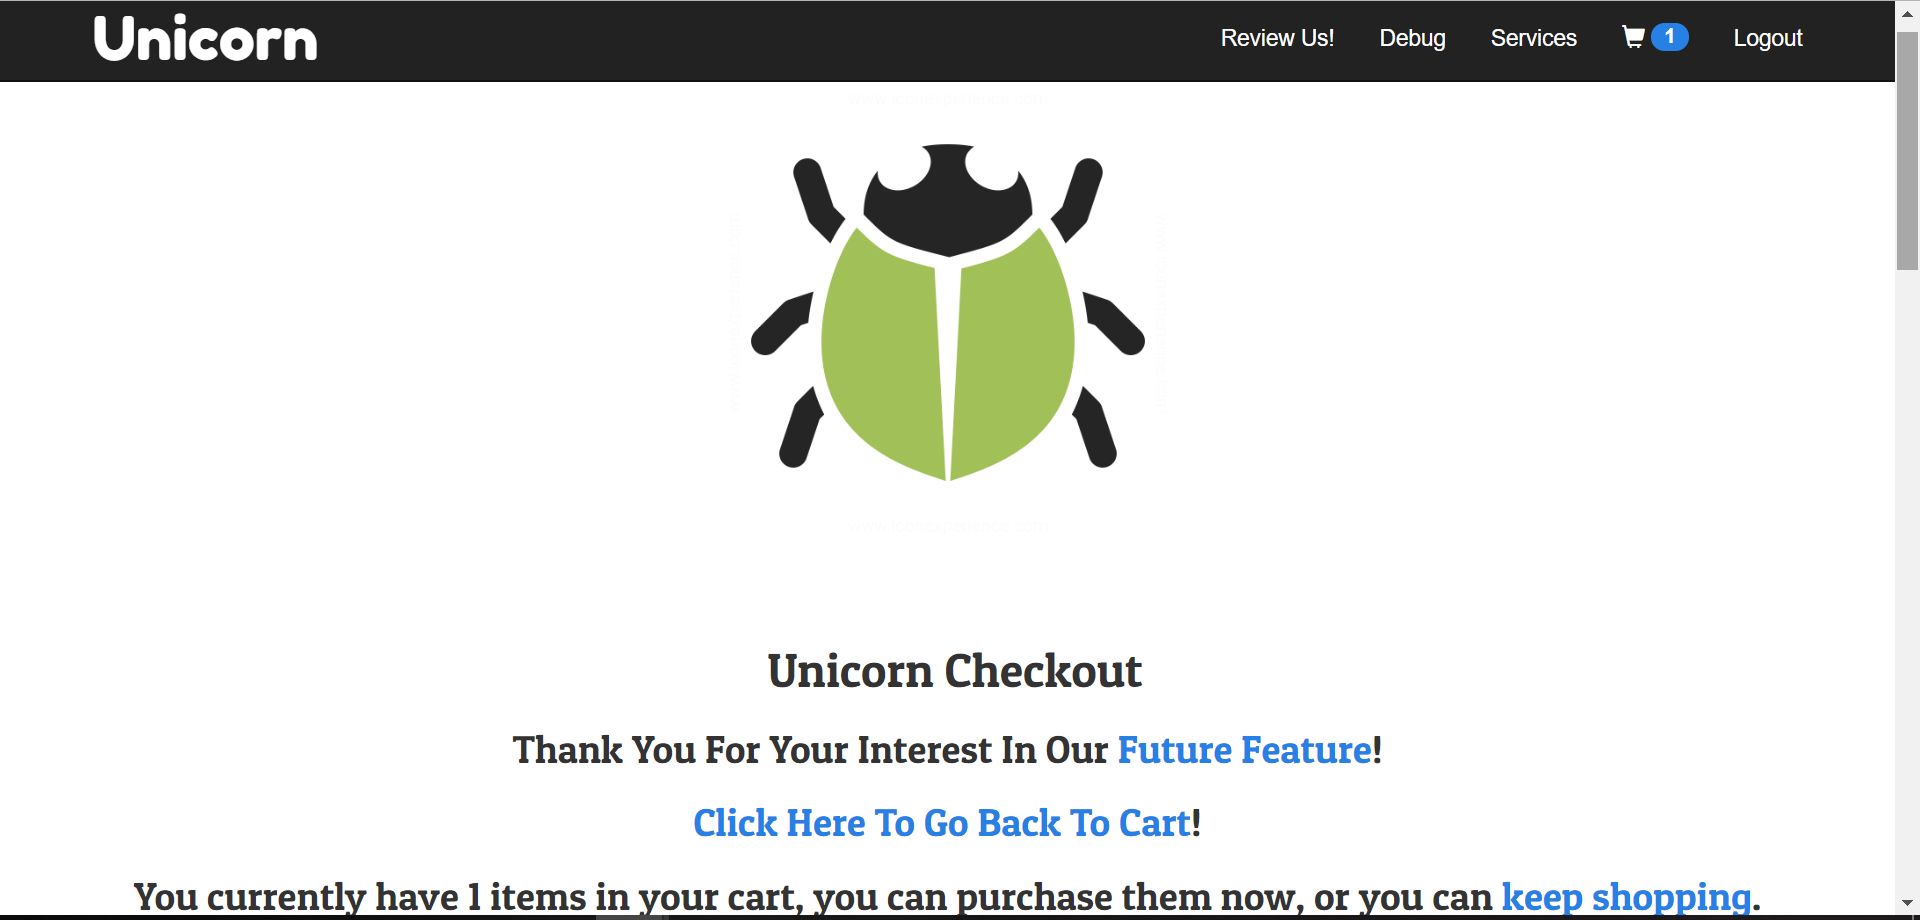 Unicorn
Review Us! Debug Services 1 Logout
Unicorn Checkout
Thank You For Your Interest In Our Future Feature!
Click Here To Go Back To Cart!
You currently have 1 items in your cart, you can purchase them now, or you can keep shopping.